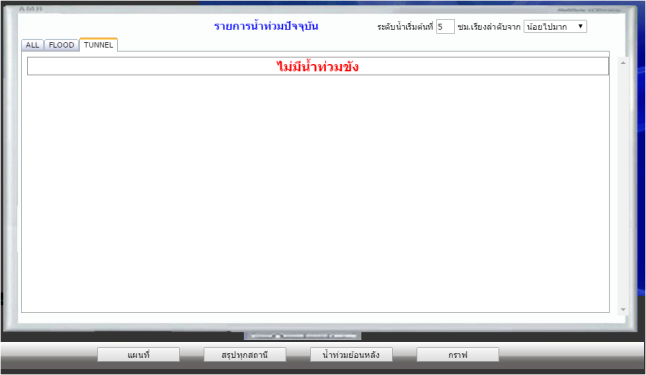 AMR
รายการน้ำท่วมปัจจุบัน ระดับน้ำเริ่มต้นที่ 5 ซม.เรียงลำดับจาก น้อยไปมาก
ALL FLOOD TUNNEL
ไม่มีน้ำท่วมขัง
แผนที่ สรุปทุกสถานี น้ำท่วมย้อนหลัง กราฟ